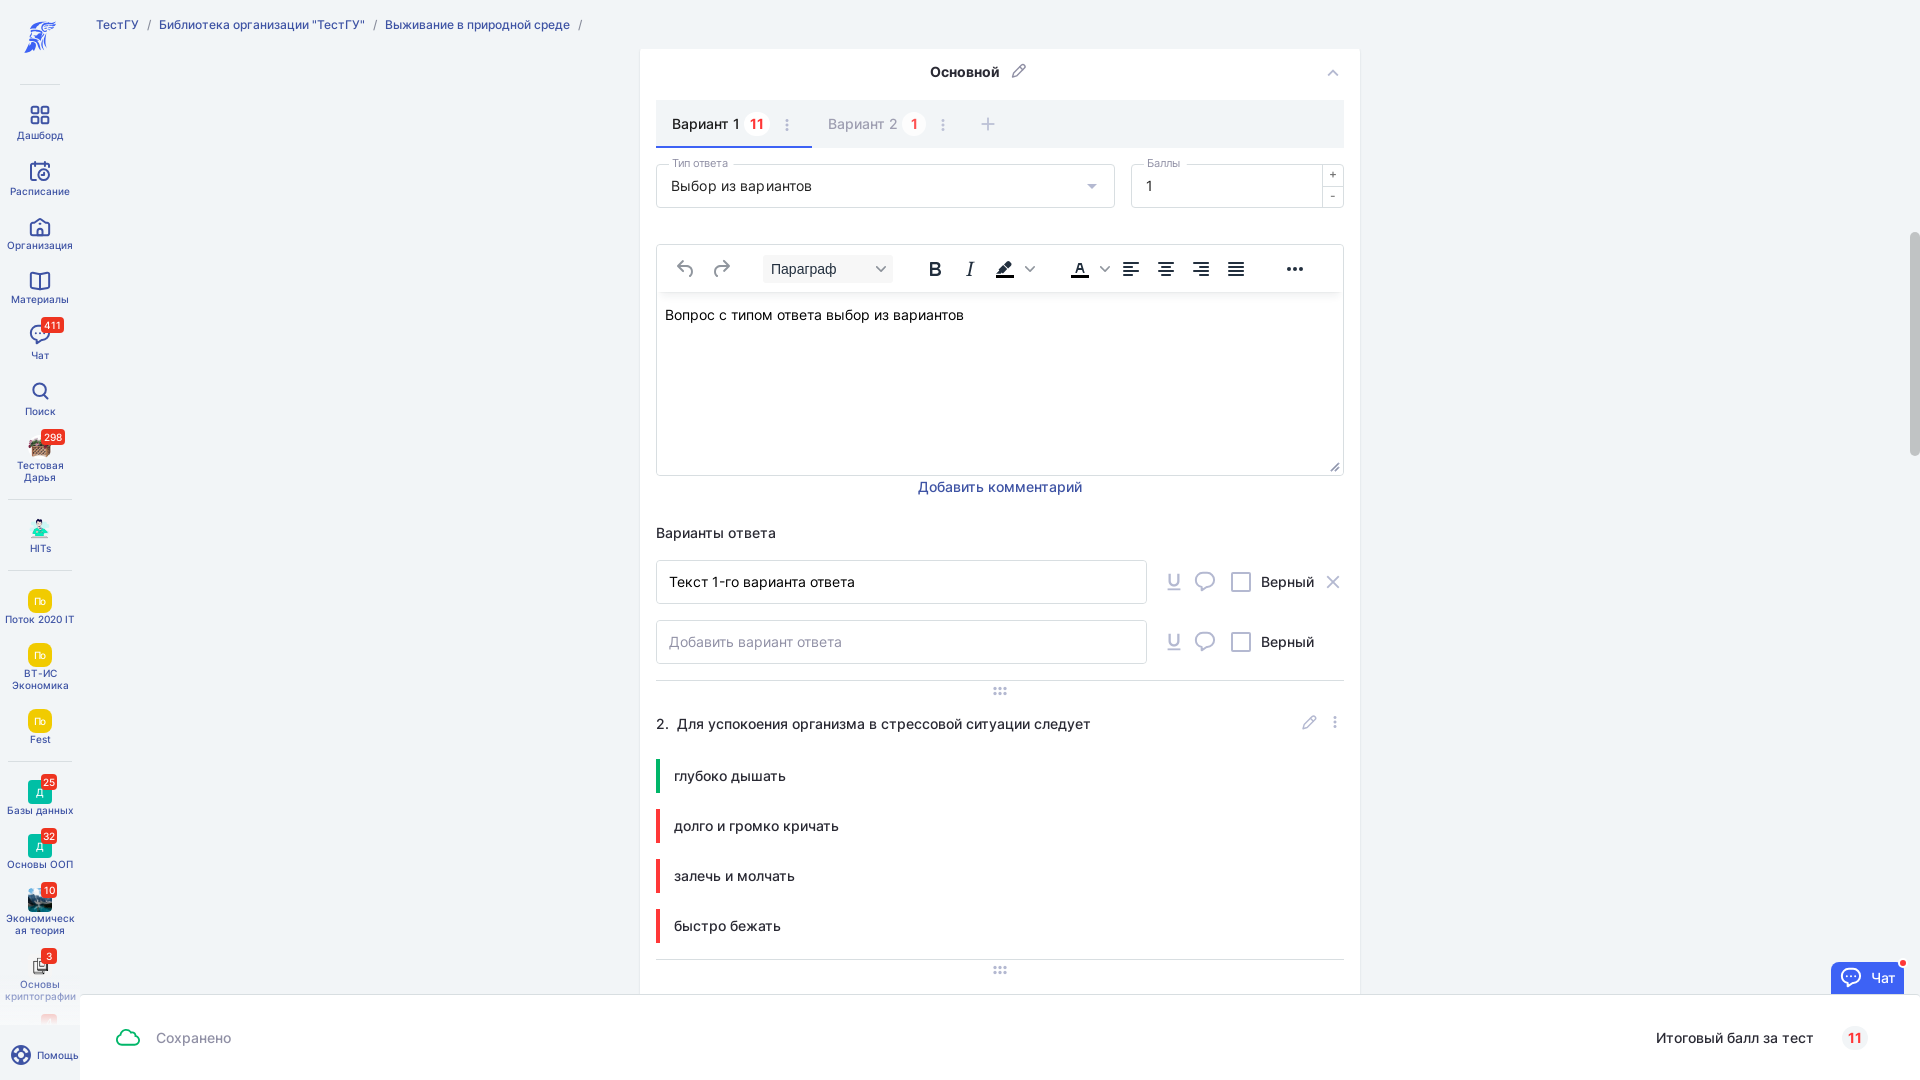 ТестГУ / Библиотека организации "ТестГУ" / Выживание в природной среде /
Дашборд
Расписание
Организация
Материалы
411
Чат
Поиск
298
Тестовая
Дарья
HITs
По
Поток 2020 IT
По
ВТ-ИС
Экономика
По
Fest
25
Д
Базы данных
32
Д
Основы ООП
10
Экономическ
ая теория
3
Основы
криптографии
Помощь
Основной
Вариант 1 11
Вариант 2 1
Тип ответа
Выбор из вариантов
Баллы
1
+
-
Параграф
B I A
Вопрос с типом ответа выбор из вариантов
Добавить комментарий
Варианты ответа
Текст 1-го варианта ответа
U Верный
Добавить вариант ответа
U Верный
2. Для успокоения организма в стрессовой ситуации следует
глубоко дышать
долго и громко кричать
залечь и молчать
быстро бежать
Чат
Сохранено
Итоговый балл за тест 11